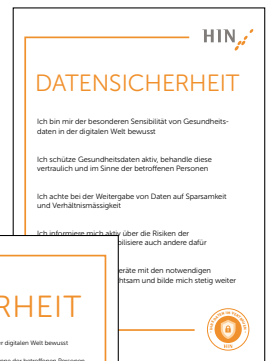 HIN
DATENSICHERHEIT
Ich bin mir der besonderen Sensibilität von Gesundheits-
daten in der digitalen Welt bewusst
Ich schütze Gesundheitsdaten aktiv, behandle diese
vertraulich und im Sinne der betroffenen Personen
Ich achte bei der Weitergabe von Daten auf Sparsamkeit
und Verhältnismässigkeit
Ich informiere mich aktiv über die Risiken der
bilisiere auch andere dafür
eräte mit den notwendigen
htsam und bilde mich stetig weiter
RHEIT
r digitalen Welt bewusst